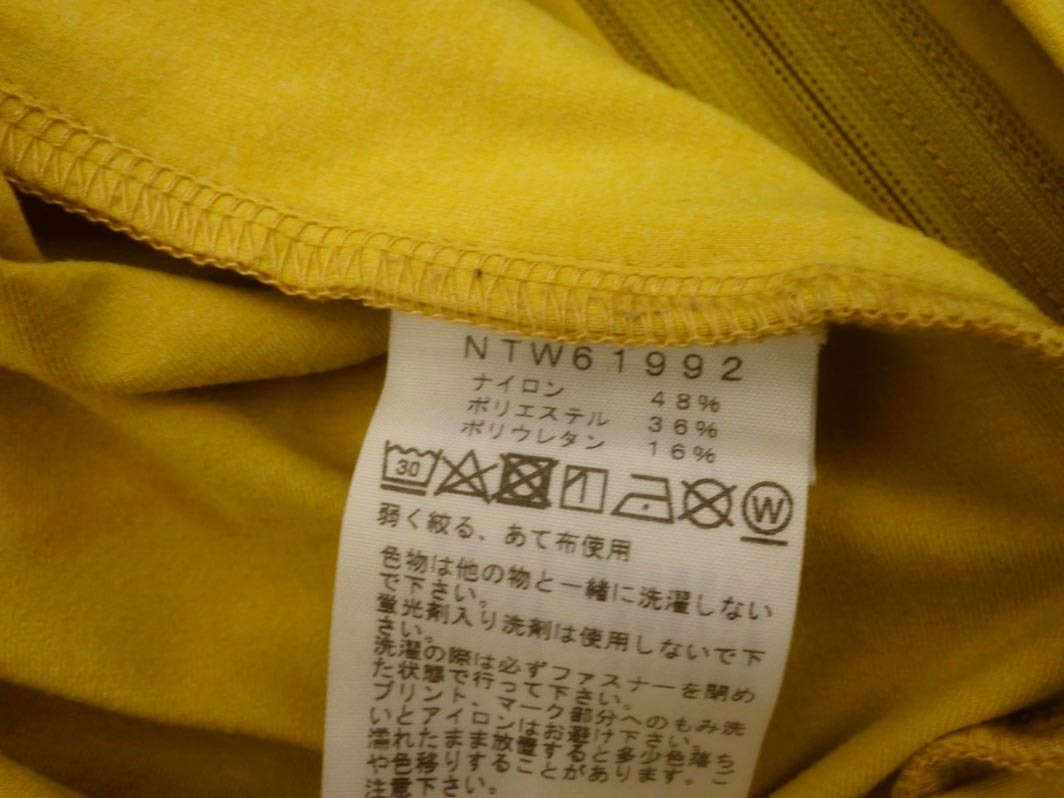 NTW61992
ナイロン 48%
ポリエステル 36%
ポリウレタン 16%
30
W
弱く絞る、あて布使用
色物は他の物と一緒に洗濯しない
で下さい。
蛍光剤入り洗剤は使用しないで下
さい。
洗濯の際は必ずファスナーを閉め
た状態で行って下さい。
プリント、マーク部分へのもみ洗
いとアイロンはお避け下さい。
濡れたまま放置すると多少色落ち
や色移りすることがあります。ご
注意下さい。